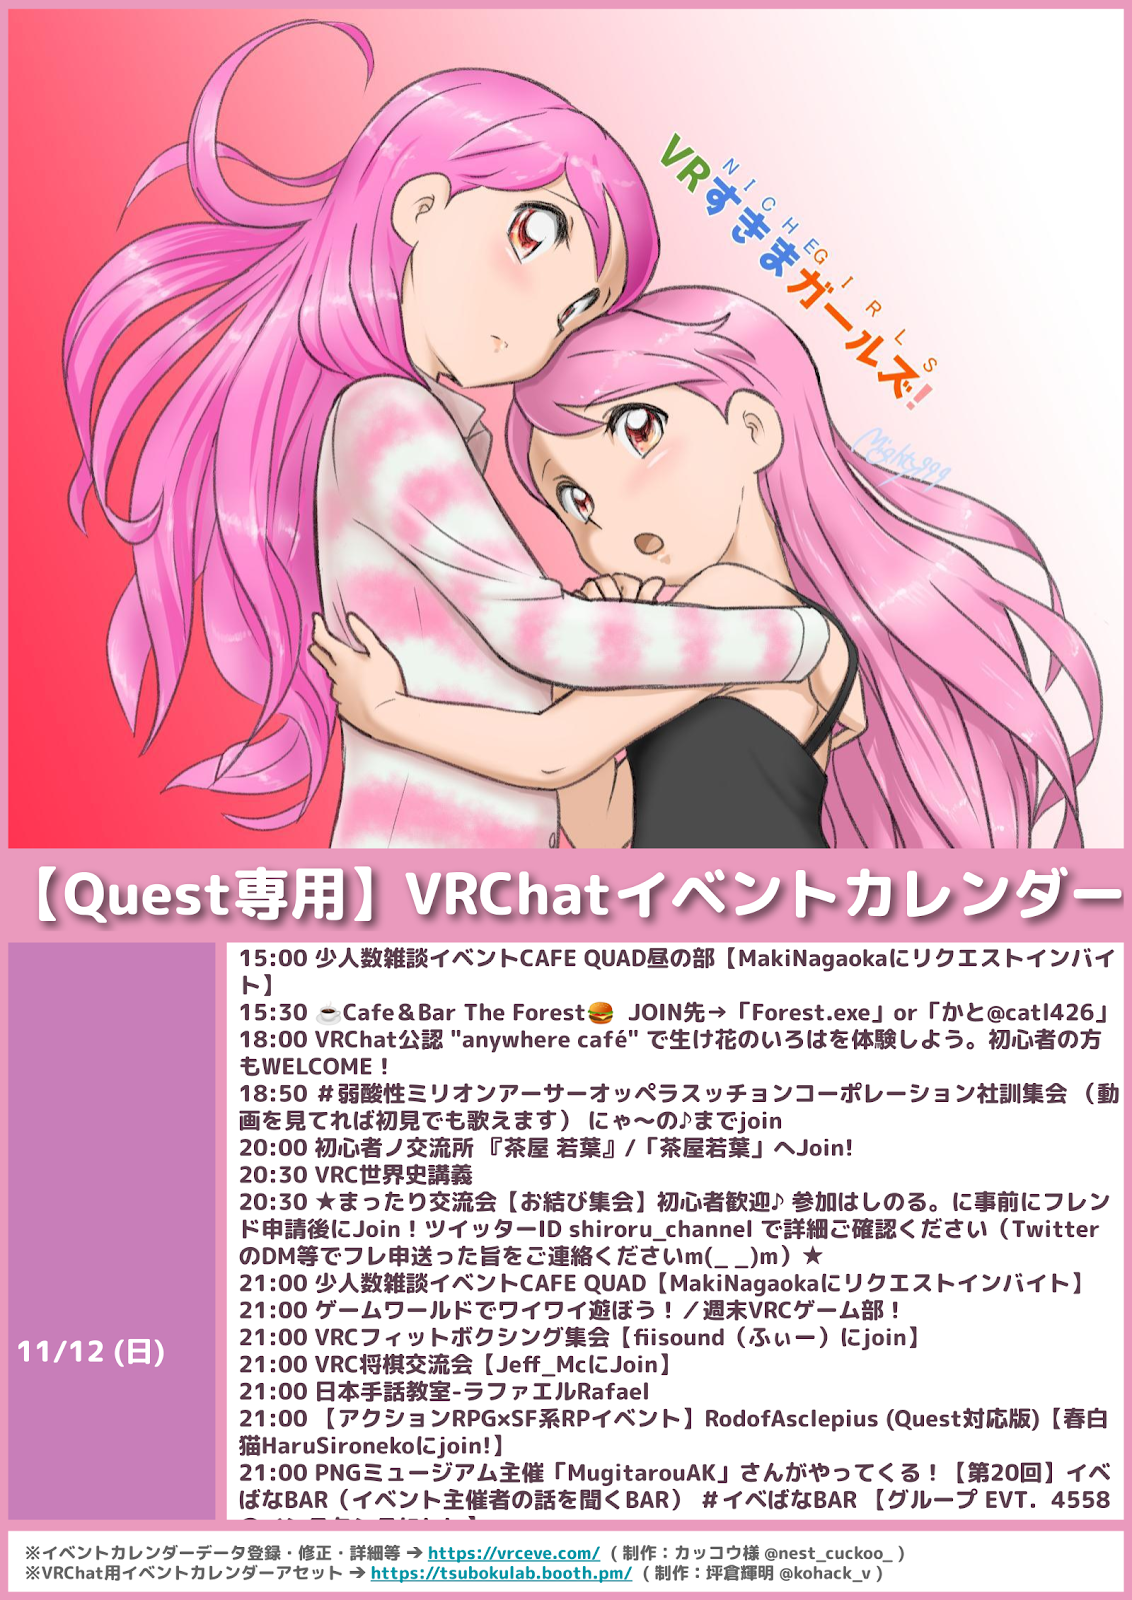 NICHE GIRLS
VRすきまガールズ!
Mighty999
【Quest専用】VRChatイベントカレンダー
11/12 (日)
15:00 少人数雑談イベントCAFE QUAD昼の部【MakiNagaokaにリクエストインバイ
ト】
15:30 ☕Cafe&Bar The Forest🍔 JOIN先→「Forest.exe」or「かと@catl426」
18:00 VRChat公認 "anywhere café" で生け花のいろはを体験しよう。初心者の方
もWELCOME！
18:50 ＃弱酸性ミリオンアーサーオッペラスッチョンコーポレーション社訓集会 （動
画を見てれば初見でも歌えます） にゃ〜の♪までjoin
20:00 初心者ノ交流所 『茶屋 若葉』/「茶屋若葉」へJoin!
20:30 VRC世界史講義
20:30 ★まったり交流会【お結び集会】初心者歓迎♪ 参加はしのる。に事前にフレン
ド申請後にJoin！ツイッターID shiroru_channel で詳細ご確認ください（Twitter
のDM等でフレ申送った旨をご連絡くださいm(_ _)m）★
21:00 少人数雑談イベントCAFE QUAD【MakiNagaokaにリクエストインバイト】
21:00 ゲームワールドでワイワイ遊ぼう！／週末VRCゲーム部！
21:00 VRCフィットボクシング集会【fiisound（ふぃー）にjoin】
21:00 VRC将棋交流会【Jeff_McにJoin】
21:00 日本手話教室-ラファエルRafael
21:00 【アクションRPG×SF系RPイベント】RodofAsclepius (Quest対応版)【春白
猫HaruSironekoにjoin!】
21:00 PNGミュージアム主催「MugitarouAK」さんがやってくる！【第20回】イベ
ばなBAR（イベント主催者の話を聞くBAR） ＃イベばなBAR 【グループ EVT．4558
※イベントカレンダーデータ登録・修正・詳細等 ➔ https://vrceve.com/ （制作：カッコウ様 @nest_cuckoo_ ）
※VRChat用イベントカレンダーアセット ➔ https://tsubokulab.booth.pm/ （制作：坪倉輝明 @kohack_v ）